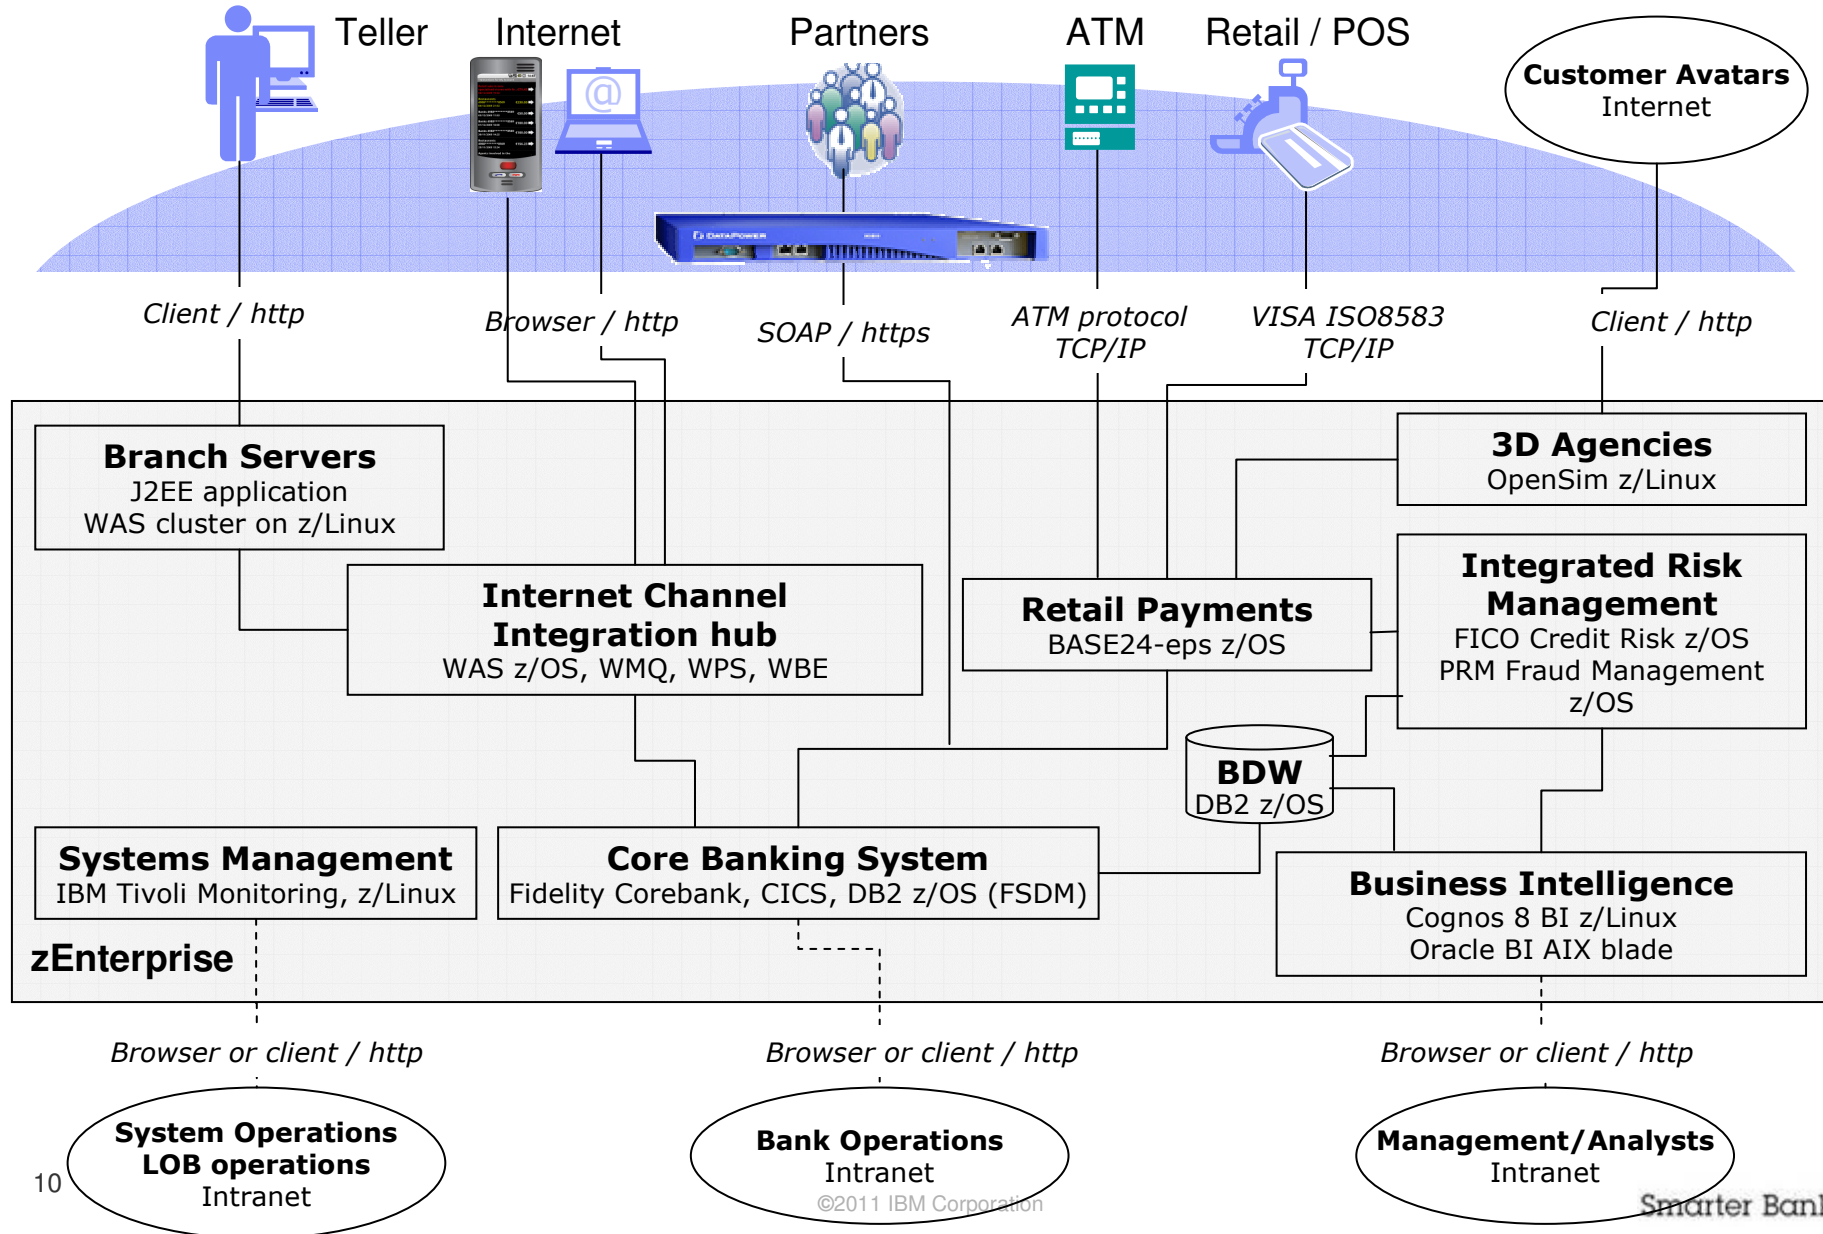 Teller
Internet
Partners
ATM
Retail / POS
Customer Avatars
Internet
@
DATAPOWER
Client / http
Browser / http
SOAP / https
ATM protocol
TCP/IP
VISA ISO8583
TCP/IP
Client / http
Branch Servers
J2EE application
WAS cluster on z/Linux
3D Agencies
OpenSim z/Linux
Internet Channel
Integration hub
WAS z/OS, WMQ, WPS, WBE
Retail Payments
BASE24-eps z/OS
Integrated Risk
Management
FICO Credit Risk z/OS
PRM Fraud Management
z/OS
BDW
DB2 z/OS
Systems Management
IBM Tivoli Monitoring, z/Linux
Core Banking System
Fidelity Corebank, CICS, DB2 z/OS (FSDM)
Business Intelligence
Cognos 8 BI z/Linux
Oracle BI AIX blade
zEnterprise
Browser or client / http
Browser or client / http
Browser or client / http
System Operations
LOB operations
Intranet
Bank Operations
Intranet
Management/Analysts
Intranet
10
©2011 IBM Corporation
Smarter Bank